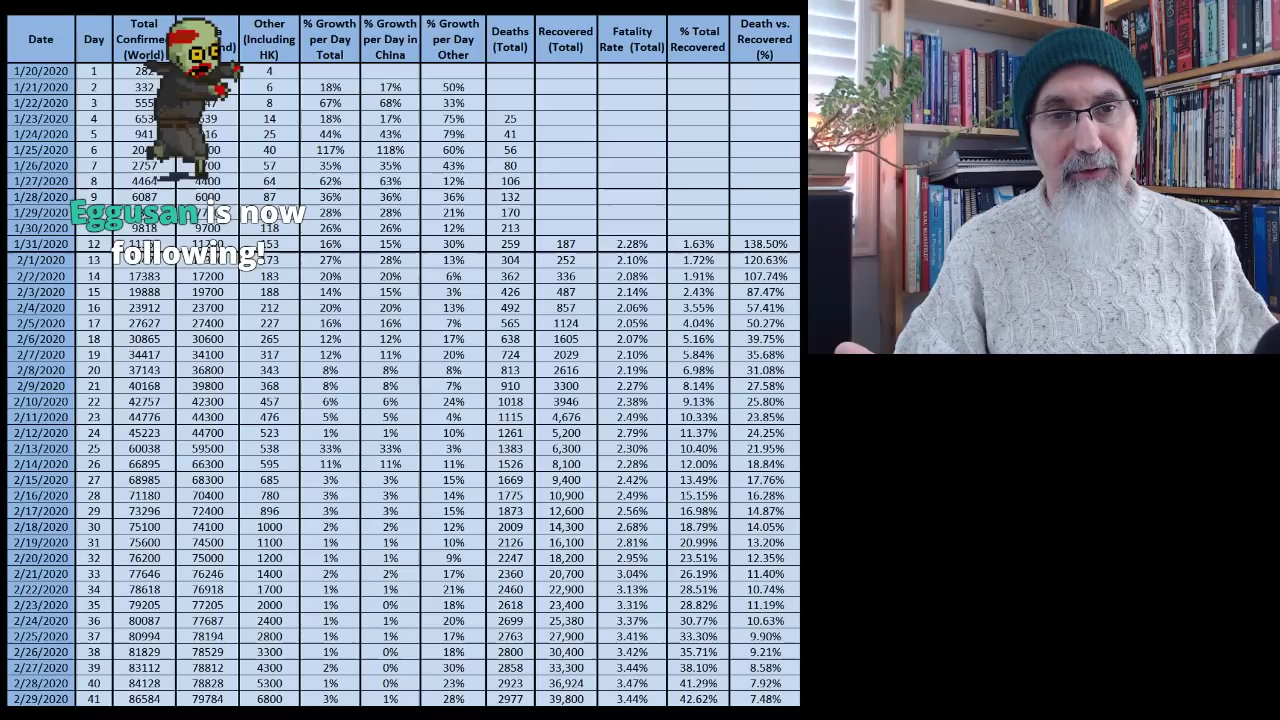 Date Day Total Confirmed (World) Other (Including HK) % Growth per Day Total % Growth per Day in China % Growth per Day Other Deaths (Total) Recovered (Total) Fatality Rate (Total) % Total Recovered Death vs. Recovered (%)
1/20/2020 1 282 4
1/21/2020 2 332 6 18% 17% 50%
1/22/2020 3 555 8 67% 68% 33%
1/23/2020 4 653 639 14 18% 17% 75% 25
1/24/2020 5 941 916 25 44% 43% 79% 41
1/25/2020 6 40 117% 118% 60% 56
1/26/2020 7 2757 2700 57 35% 35% 43% 80
1/27/2020 8 4464 4400 64 62% 63% 12% 106
1/28/2020 9 6087 6000 87 36% 36% 36% 132
1/29/2020 28% 28% 21% 170
1/30/2020 9818 9700 118 26% 26% 12% 213
1/31/2020 12 153 16% 15% 30% 259 187 2.28% 1.63% 138.50%
2/1/2020 13 173 27% 28% 13% 304 252 2.10% 1.72% 120.63%
2/2/2020 14 17383 17200 183 20% 20% 6% 362 336 2.08% 1.91% 107.74%
2/3/2020 15 19888 19700 188 14% 15% 3% 426 487 2.14% 2.43% 87.47%
2/4/2020 16 23912 23700 212 20% 20% 13% 492 857 2.06% 3.55% 57.41%
2/5/2020 17 27627 27400 227 16% 16% 7% 565 1124 2.05% 4.04% 50.27%
2/6/2020 18 30865 30600 265 12% 12% 17% 638 1605 2.07% 5.16% 39.75%
2/7/2020 19 34417 34100 317 12% 11% 20% 724 2029 2.10% 5.84% 35.68%
2/8/2020 20 37143 36800 343 8% 8% 8% 813 2616 2.19% 6.98% 31.08%
2/9/2020 21 40168 39800 368 8% 8% 7% 910 3300 2.27% 8.14% 27.58%
2/10/2020 22 42757 42300 457 6% 6% 24% 1018 3946 2.38% 9.13% 25.80%
2/11/2020 23 44776 44300 476 5% 5% 4% 1115 4,676 2.49% 10.33% 23.85%
2/12/2020 24 45223 44700 523 1% 1% 10% 1261 5,200 2.79% 11.37% 24.25%
2/13/2020 25 60038 59500 538 33% 33% 3% 1383 6,300 2.30% 10.40% 21.95%
2/14/2020 26 66895 66300 595 11% 11% 11% 1526 8,100 2.28% 12.00% 18.84%
2/15/2020 27 68985 68300 685 3% 3% 15% 1669 9,400 2.42% 13.49% 17.76%
2/16/2020 28 71180 70400 780 3% 3% 14% 1775 10,900 2.49% 15.15% 16.28%
2/17/2020 29 73296 72400 896 3% 3% 15% 1873 12,600 2.56% 16.98% 14.87%
2/18/2020 30 75100 74100 1000 2% 2% 12% 2009 14,300 2.68% 18.79% 14.05%
2/19/2020 31 75600 74500 1100 1% 1% 10% 2126 16,100 2.81% 20.99% 13.20%
2/20/2020 32 76200 75000 1200 1% 1% 9% 2247 18,200 2.95% 23.51% 12.35%
2/21/2020 33 77646 76246 1400 2% 2% 17% 2360 20,700 3.04% 26.19% 11.40%
2/22/2020 34 78618 76918 1700 1% 1% 21% 2460 22,900 3.13% 28.51% 10.74%
2/23/2020 35 79205 77205 2000 1% 0% 18% 2618 23,400 3.31% 28.82% 11.19%
2/24/2020 36 80087 77687 2400 1% 1% 20% 2699 25,380 3.37% 30.77% 10.63%
2/25/2020 37 80994 78194 2800 1% 1% 17% 2763 27,900 3.41% 33.30% 9.90%
2/26/2020 38 81829 78529 3300 1% 0% 18% 2800 30,400 3.42% 35.71% 9.21%
2/27/2020 39 83112 78812 4300 2% 0% 30% 2858 33,300 3.44% 38.10% 8.58%
2/28/2020 40 84128 78828 5300 1% 0% 23% 2923 36,924 3.47% 41.29% 7.92%
2/29/2020 41 86584 79784 6800 3% 1% 28% 2977 39,800 3.44% 42.62% 7.48%
Eggusan is now
following!